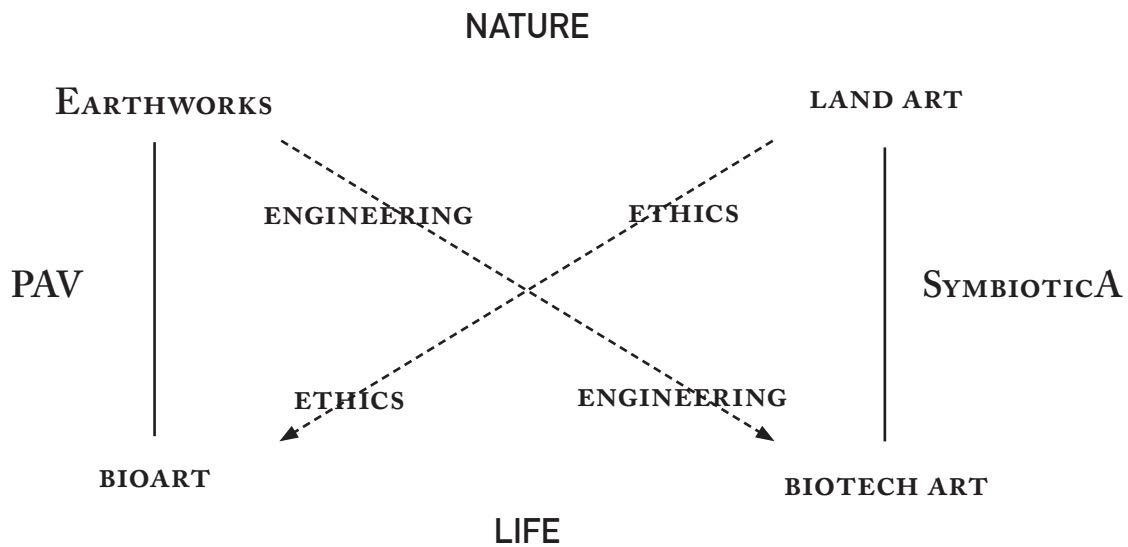 NATURE
EARTHWORKS
LAND ART
ENGINEERING
ETHICS
PAV
SYMBIOTICA
ETHICS
ENGINEERING
BIOART
BIOTECH ART
LIFE